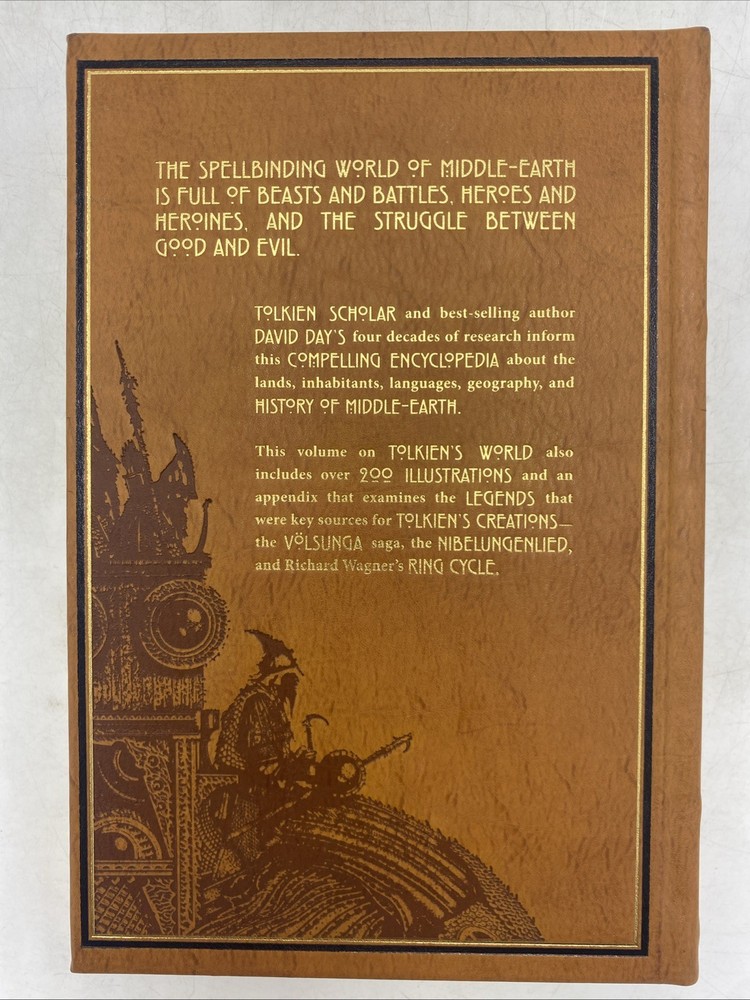 THE SPELLBINDING WORLD OF MIDDLE-EARTH
IS FULL OF BEASTS AND BATTLES, HEROES AND
HEROINES, AND THE STRUGGLE BETWEEN
GOOD AND EVIL.
TOLKIEN SCHOLAR and best-selling author
DAVID DAY'S four decades of research inform
this COMPELLING ENCYCLOPEDIA about the
lands, inhabitants, languages, geography, and
HISTORY OF MIDDLE-EARTH.
This volume on TOLKIEN'S WORLD also
includes over 200 ILLUSTRATIONS and an
appendix that examines the LEGENDS that
were key sources for TOLKIEN'S CREATIONS—
the VÖLSUNGA saga, the NIBELUNGENLIED,
and Richard Wagner's RING CYCLE.